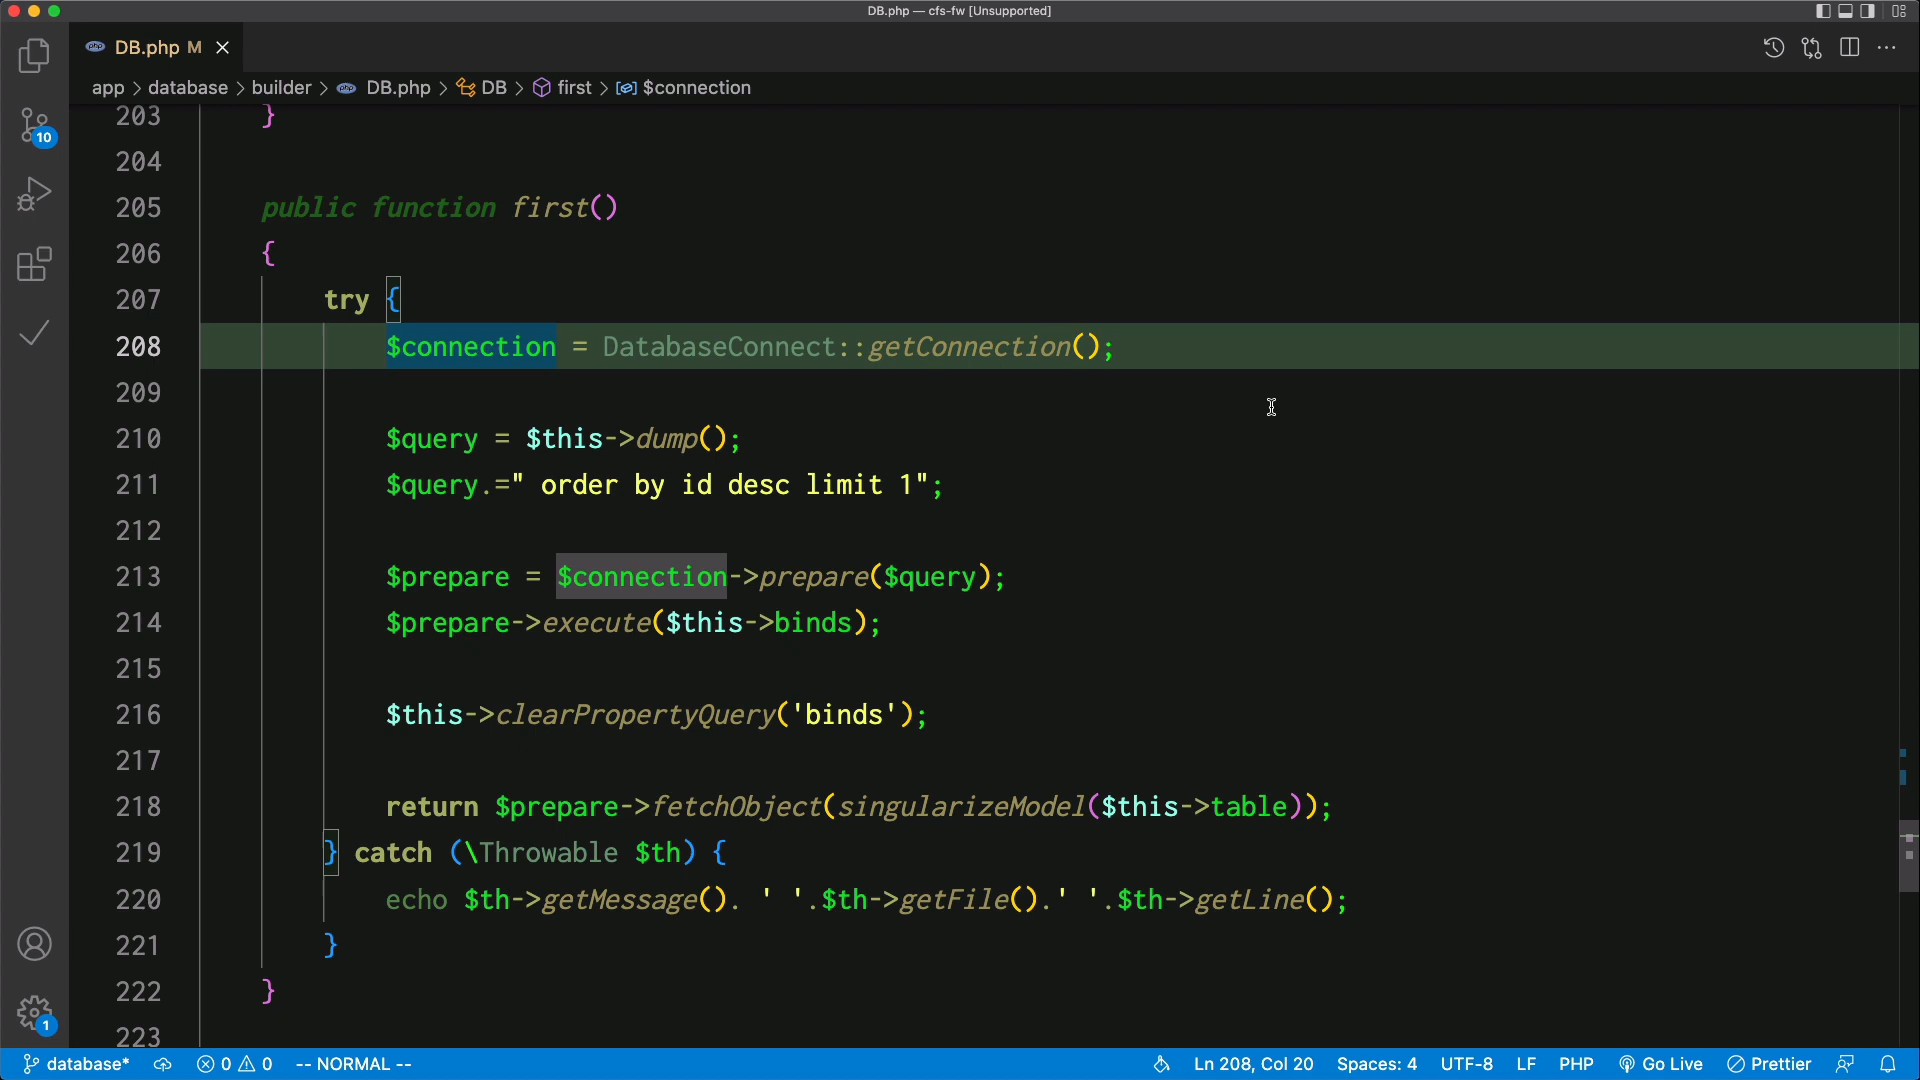 DB.php — cfs-fw [Unsupported]
php DB.php M
app > database > builder > php DB.php > DB > first > $connection
203 }
204
205 public function first()
206 {
207 try {
208 $connection = DatabaseConnect::getConnection();
209
210 $query = $this->dump();
211 $query.=" order by id desc limit 1";
212
213 $prepare = $connection->prepare($query);
214 $prepare->execute($this->binds);
215
216 $this->clearPropertyQuery('binds');
217
218 return $prepare->fetchObject(singularizeModel($this->table));
219 } catch (\Throwable $th) {
220 echo $th->getMessage(). ' '.$th->getFile().' '.$th->getLine();
221 }
222 }
223
10
1
database* 0 0 -- NORMAL -- Ln 208, Col 20 Spaces: 4 UTF-8 LF PHP Go Live Prettier